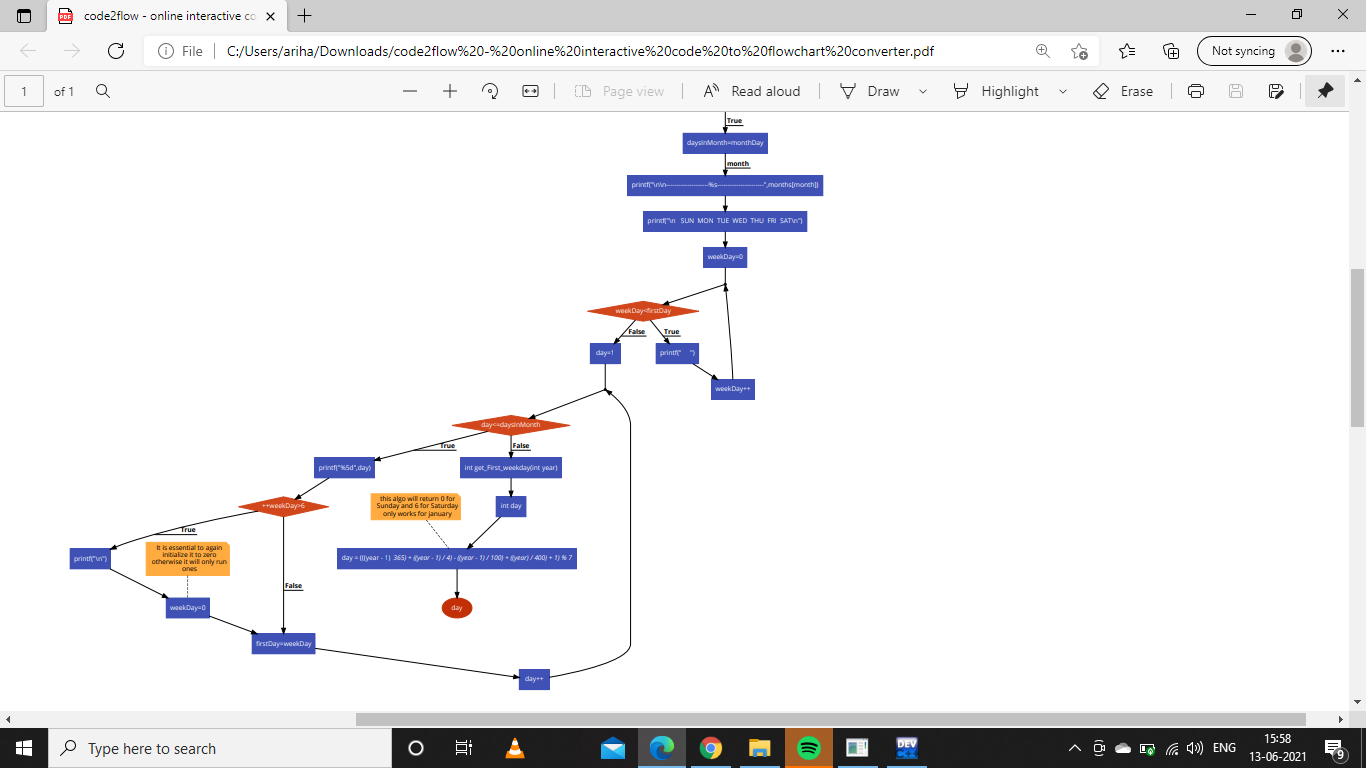 code2flow - online interactive co
File
C:/Users/ariha/Downloads/code2flow%20-%20online%20interactive%20code%20to%20flowchart%20converter.pdf
Not syncing
1
of 1
Page view
Read aloud
Draw
Highlight
Erase
True
daysInMonth=monthDay
month
printf("\n\n--------------------%s---------------------",months[month])
printf("\n SUN MON TUE WED THU FRI SAT\n")
weekDay=0
weekDay<firstDay
False
True
day=1
printf(" ")
weekDay++
day<=daysInMonth
True
False
printf("%5d",day)
int get_First_weekday(int year)
++weekDay>6
this algo will return 0 for
Sunday and 6 for Saturday
only works for january
int day
True
printf("\n")
It is essential to again
initialize it to zero
otherwise it will only run
ones
day = (((year - 1) 365) + ((year - 1) / 4) - ((year - 1) / 100) + ((year) / 400) + 1) % 7
False
weekDay=0
day
firstDay=weekDay
day++
Type here to search
DEV
C++
ENG
15:58
13-06-2021
9